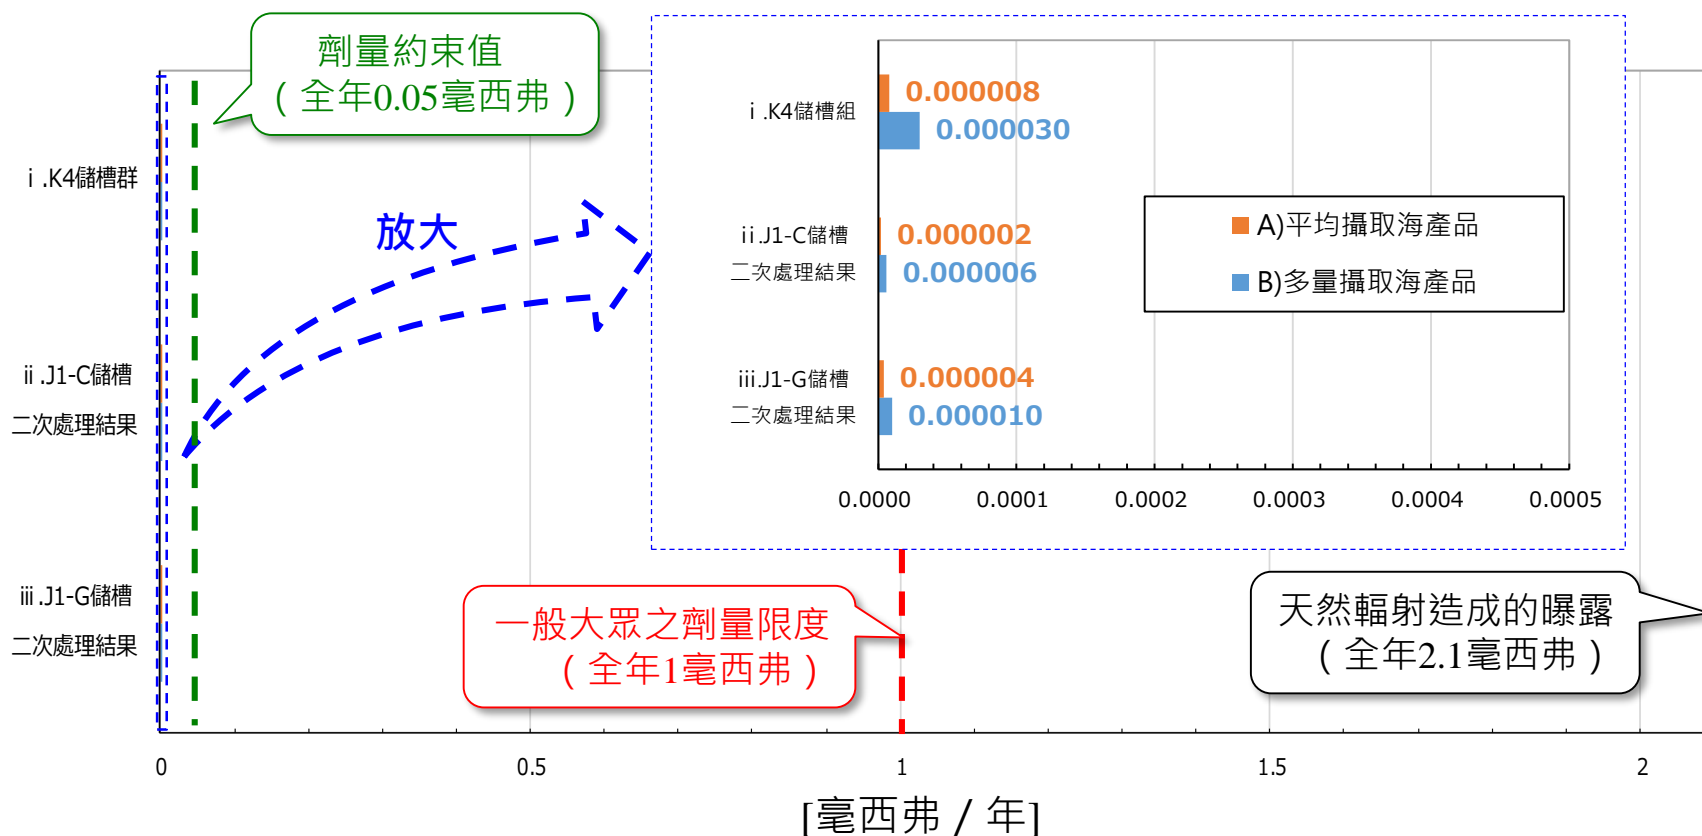 劑量約束值
（全年0.05毫西弗）
i .K4儲槽群
ii .J1-C儲槽
二次處理結果
iii .J1-G儲槽
二次處理結果
放大
i .K4儲槽組
0.000008
0.000030
ii.J1-C儲槽
二次處理結果
0.000002
0.000006
iii.J1-G儲槽
二次處理結果
0.000004
0.000010
A)平均攝取海產品
B)多量攝取海產品
0.0000 0.0001 0.0002 0.0003 0.0004 0.0005
一般大眾之劑量限度
（全年1毫西弗）
天然輻射造成的曝露
（全年2.1毫西弗）
0 0.5 1 1.5 2
[毫西弗 / 年]